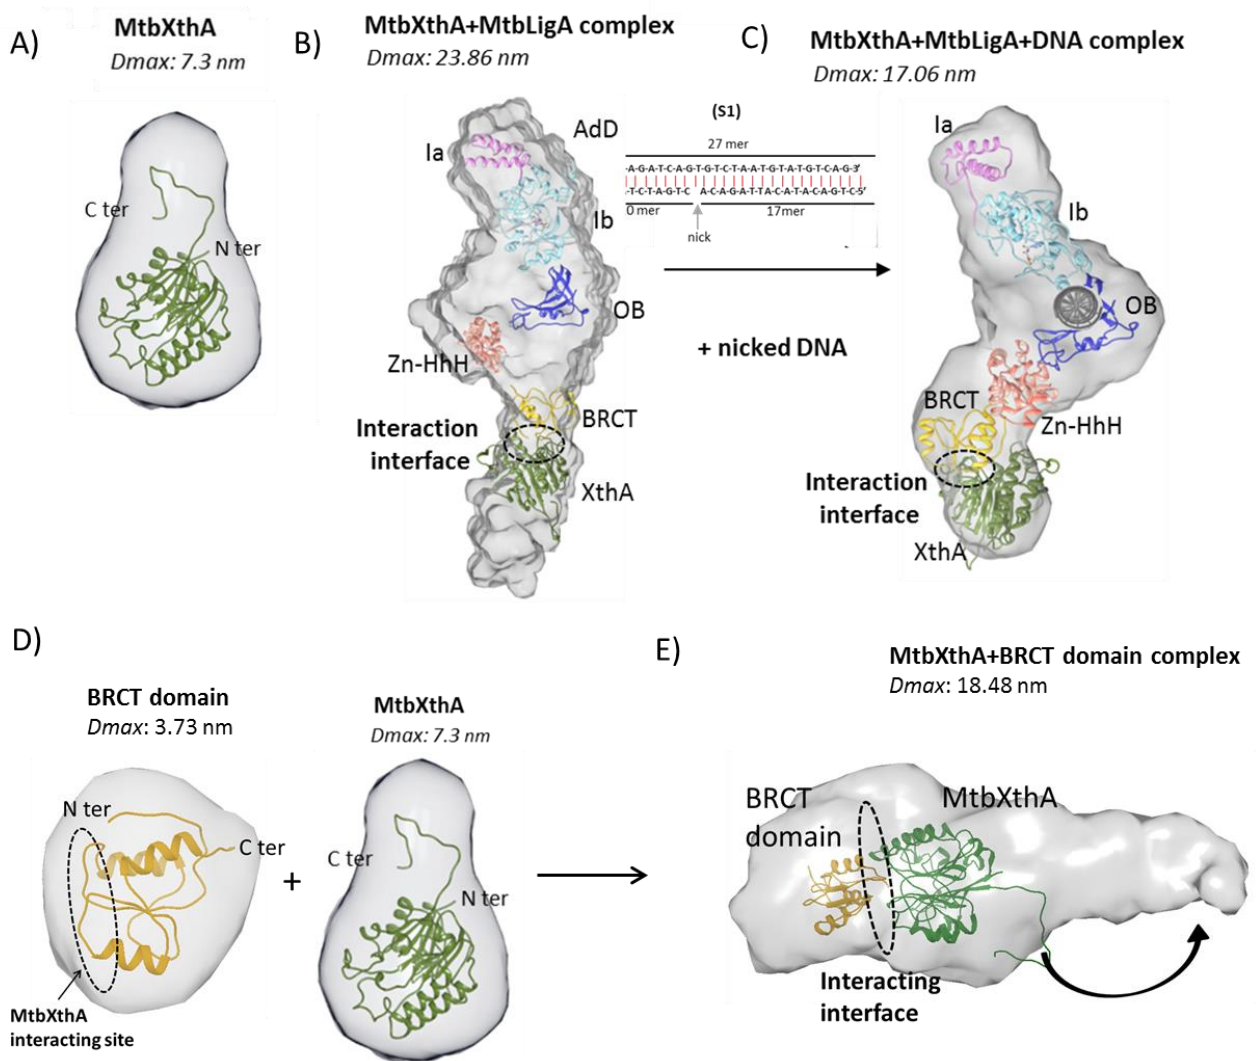 A)
MtbXthA
Dmax: 7.3 nm
C ter
N ter
B)
MtbXthA+MtbLigA complex
Dmax: 23.86 nm
Ia
AdD
Ib
OB
Zn-HhH
BRCT
Interaction
interface
XthA
(S1)
27 mer
-A-G-A-T-C-A-G-T-G-T-C-T-A-A-T-G-T-A-T-G-T-C-A-G-3'
-T-C-T-A-G-T-C A-C-A-G-A-T-T-A-C-A-T-A-C-A-G-T-C-5'
0 mer
17mer
nick
+ nicked DNA
C)
MtbXthA+MtbLigA+DNA complex
Dmax: 17.06 nm
Ia
Ib
OB
BRCT
Zn-HhH
Interaction
interface
XthA
D)
BRCT domain
Dmax: 3.73 nm
N ter
C ter
MtbXthA
interacting site
+
MtbXthA
Dmax: 7.3 nm
C ter
N ter
E)
MtbXthA+BRCT domain complex
Dmax: 18.48 nm
BRCT
domain
MtbXthA
Interacting
interface